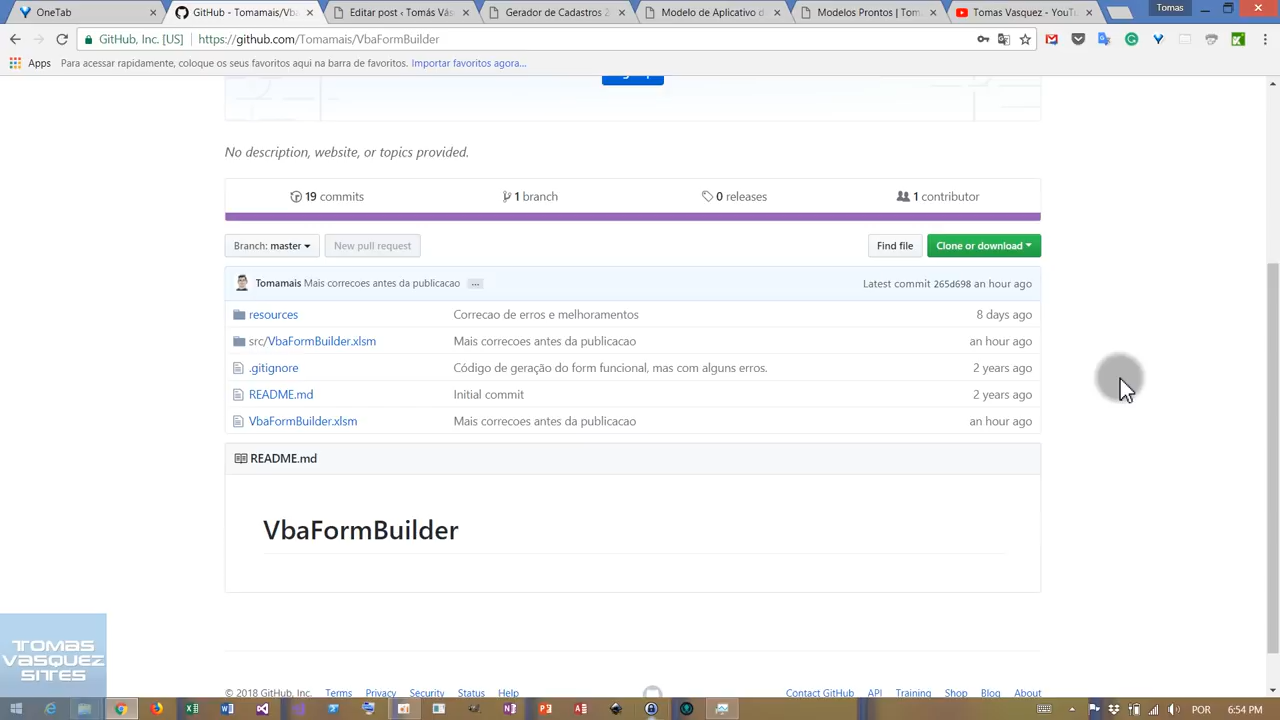 OneTab
GitHub - Tomamais/VbaF
Editar post ‹ Tomás Vás
Gerador de Cadastros 2
Modelo de Aplicativo d
Modelos Prontos | Tom
Tomas Vasquez - YouTu
Tomas
GitHub, Inc. [US]
https://github.com/Tomamais/VbaFormBuilder
Apps
Para acessar rapidamente, coloque os seus favoritos aqui na barra de favoritos.
Importar favoritos agora...
No description, website, or topics provided.
19 commits
1 branch
0 releases
1 contributor
Branch: master
New pull request
Find file
Clone or download
Tomamais Mais correcoes antes da publicacao ...
Latest commit 265d698 an hour ago
resources
Correcao de erros e melhoramentos
8 days ago
src/VbaFormBuilder.xlsm
Mais correcoes antes da publicacao
an hour ago
.gitignore
Código de geração do form funcional, mas com alguns erros.
2 years ago
README.md
Initial commit
2 years ago
VbaFormBuilder.xlsm
Mais correcoes antes da publicacao
an hour ago
README.md
VbaFormBuilder
TOMAS
VASQUEZ
SITES
© 2018 GitHub, Inc.
Terms
Privacy
Security
Status
Help
Contact GitHub
API
Training
Shop
Blog
About
POR
6:54 PM